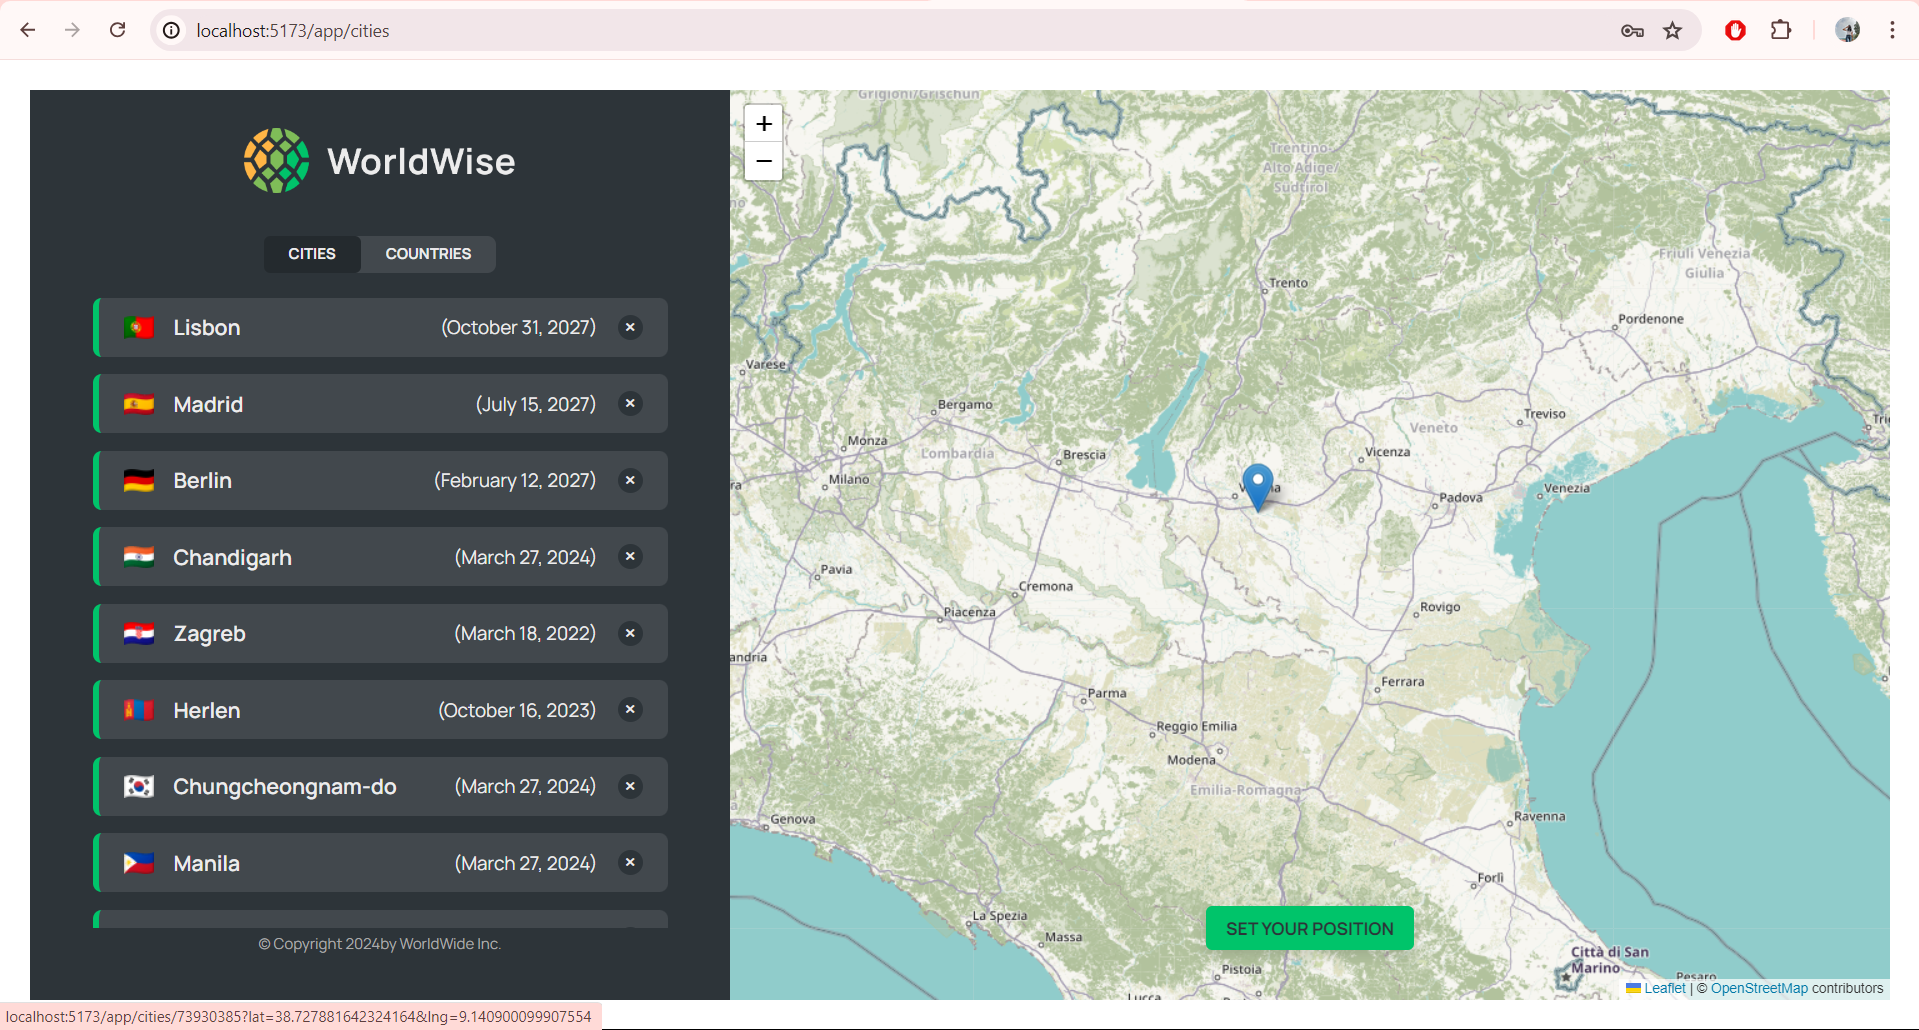 localhost:5173/app/cities
WorldWise
CITIES
COUNTRIES
Lisbon (October 31, 2027) ×
Madrid (July 15, 2027) ×
Berlin (February 12, 2027) ×
Chandigarh (March 27, 2024) ×
Zagreb (March 18, 2022) ×
Herlen (October 16, 2023) ×
Chungcheongnam-do (March 27, 2024) ×
Manila (March 27, 2024) ×
© Copyright 2024by WorldWide Inc.
localhost:5173/app/cities/73930385?lat=38.727881642324164&lng=9.140900099907554
+
−
Grigioni/Grischun
Trentino-
Alto Adige/
Südtirol
Friuli Venezia
Giulia
Trento
Pordenone
Varese
Bergamo
Treviso
Monza
Lombardia
Brescia
Veneto
Vicenza
Milano
Padova
Venezia
Pavia
Cremona
Piacenza
Rovigo
andria
Ferrara
Parma
Reggio Emilia
Modena
Emilia-Romagna
Genova
Ravenna
Forlì
La Spezia
Massa
SET YOUR POSITION
Città di San
Marino
Pistoia
Pesaro
Lucca
Leaflet | © OpenStreetMap contributors